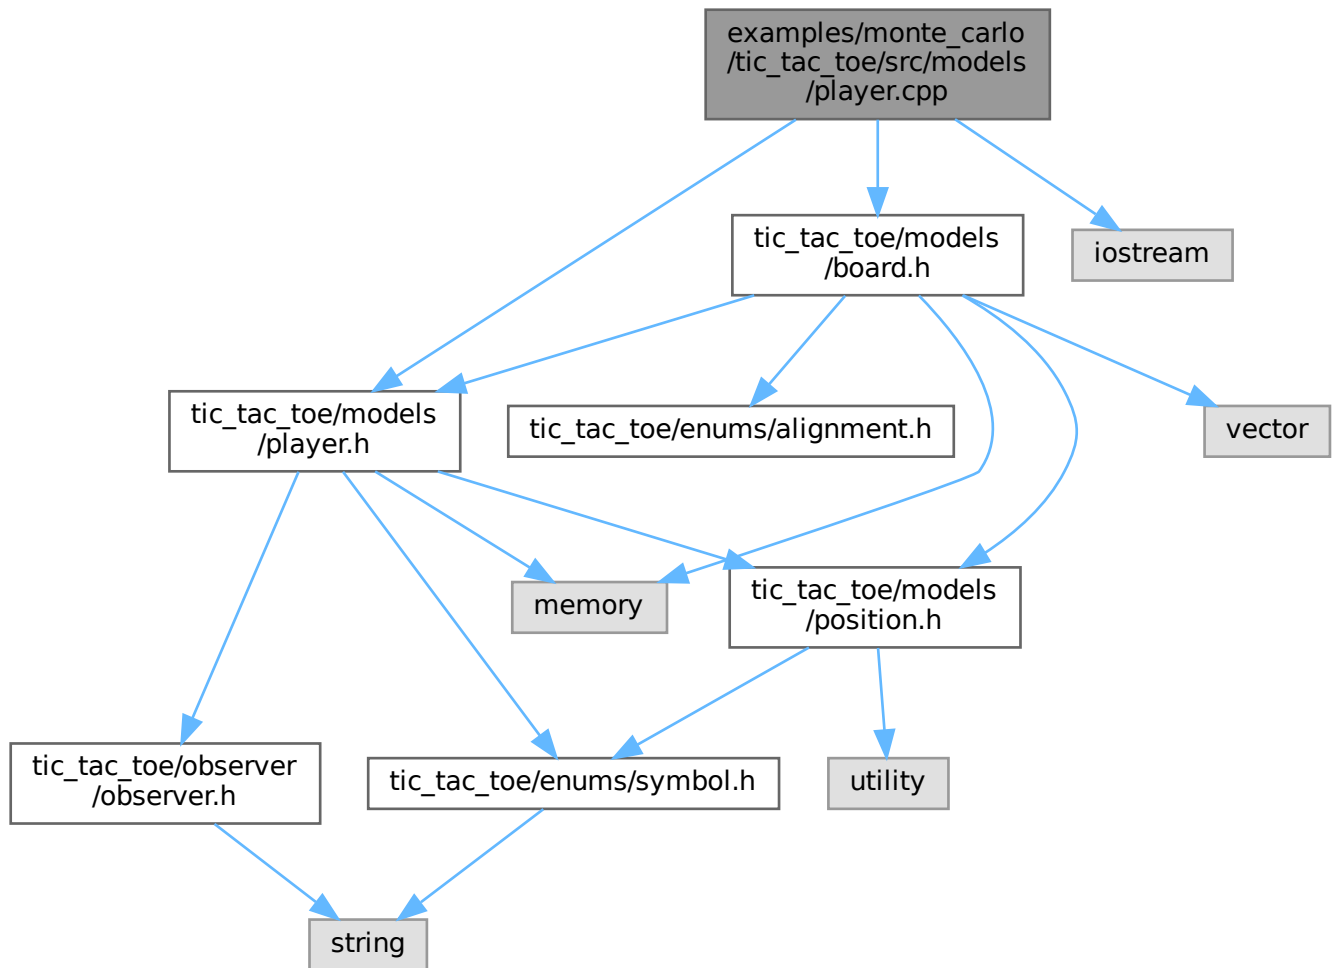 examples/monte_carlo
/tic_tac_toe/src/models
/player.cpp
tic_tac_toe/models
/board.h
iostream
tic_tac_toe/models
/player.h
tic_tac_toe/enums/alignment.h
vector
memory
tic_tac_toe/models
/position.h
tic_tac_toe/observer
/observer.h
tic_tac_toe/enums/symbol.h
utility
string